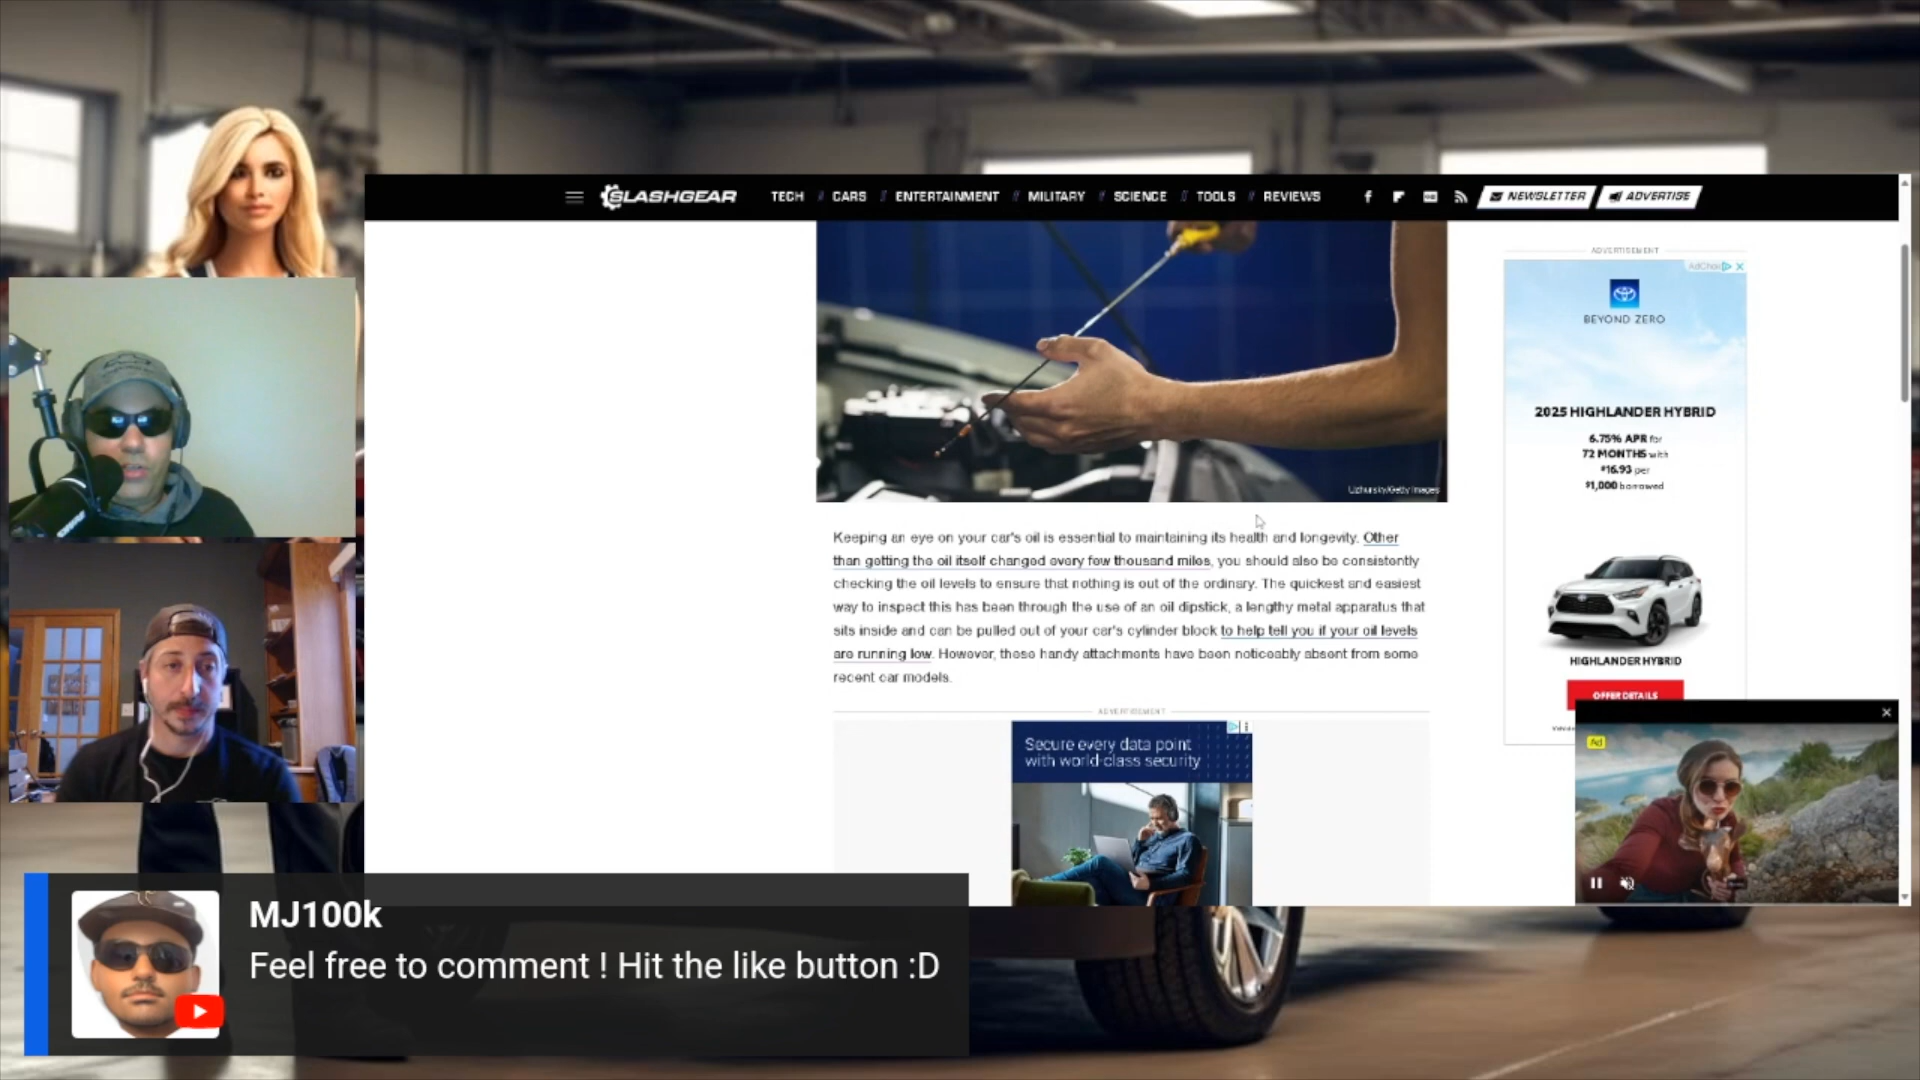 SLASHGEAR
TECH // CARS // ENTERTAINMENT // MILITARY // SCIENCE // TOOLS // REVIEWS
NEWSLETTER
ADVERTISE
Uzhursky/Getty Images
Keeping an eye on your car's oil is essential to maintaining its health and longevity. Other
than getting the oil itself changed every few thousand miles, you should also be consistently
checking the oil levels to ensure that nothing is out of the ordinary. The quickest and easiest
way to inspect this has been through the use of an oil dipstick, a lengthy metal apparatus that
sits inside and can be pulled out of your car's cylinder block to help tell you if your oil levels
are running low. However, these handy attachments have been noticeably absent from some
recent car models.
ADVERTISEMENT
Secure every data point
with world-class security
ADVERTISEMENT
AdChoices
BEYOND ZERO
2025 HIGHLANDER HYBRID
6.75% APR for
72 MONTHS with
$16.93 per
$1,000 borrowed
HIGHLANDER HYBRID
OFFER DETAILS
Ad
MJ100k
Feel free to comment ! Hit the like button :D